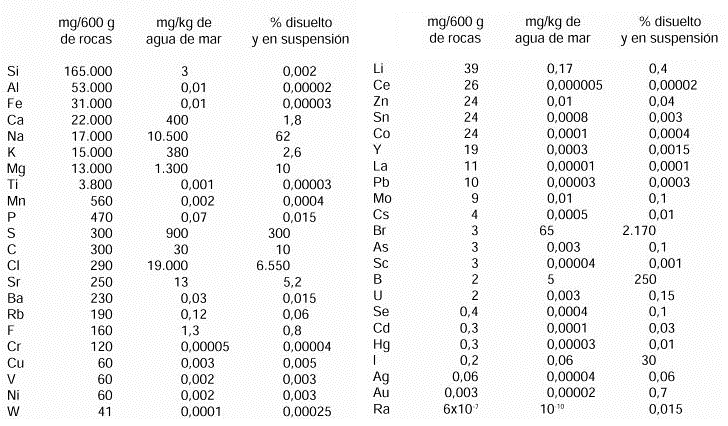 mg/600 g mg/kg de % disuelto
de rocas agua de mar y en suspensión
Si 165.000 3 0,002
Al 53.000 0,01 0,00002
Fe 31.000 0,01 0,00003
Ca 22.000 400 1,8
Na 17.000 10.500 62
K 15.000 380 2,6
Mg 13.000 1.300 10
Ti 3.800 0,001 0,00003
Mn 560 0,002 0,0004
P 470 0,07 0,015
S 300 900 300
C 300 30 10
Cl 290 19.000 6.550
Sr 250 13 5,2
Ba 230 0,03 0,015
Rb 190 0,12 0,06
F 160 1,3 0,8
Cr 120 0,00005 0,00004
Cu 60 0,003 0,005
V 60 0,002 0,003
Ni 60 0,002 0,003
W 41 0,0001 0,00025
mg/600 g mg/kg de % disuelto
de rocas agua de mar y en suspensión
Li 39 0,17 0,4
Ce 26 0,000005 0,00002
Zn 24 0,01 0,04
Sn 24 0,0008 0,003
Co 24 0,0001 0,0004
Y 19 0,0003 0,0015
La 11 0,00001 0,0001
Pb 10 0,00003 0,0003
Mo 9 0,01 0,1
Cs 4 0,0005 0,01
Br 3 65 2.170
As 3 0,003 0,1
Sc 3 0,00004 0,001
B 2 5 250
U 2 0,003 0,15
Se 0,4 0,0004 0,1
Cd 0,3 0,0001 0,03
Hg 0,3 0,00003 0,01
I 0,2 0,06 30
Ag 0,06 0,00004 0,06
Au 0,003 0,00002 0,7
Ra 6x10⁻⁷ 10⁻¹⁰ 0,015